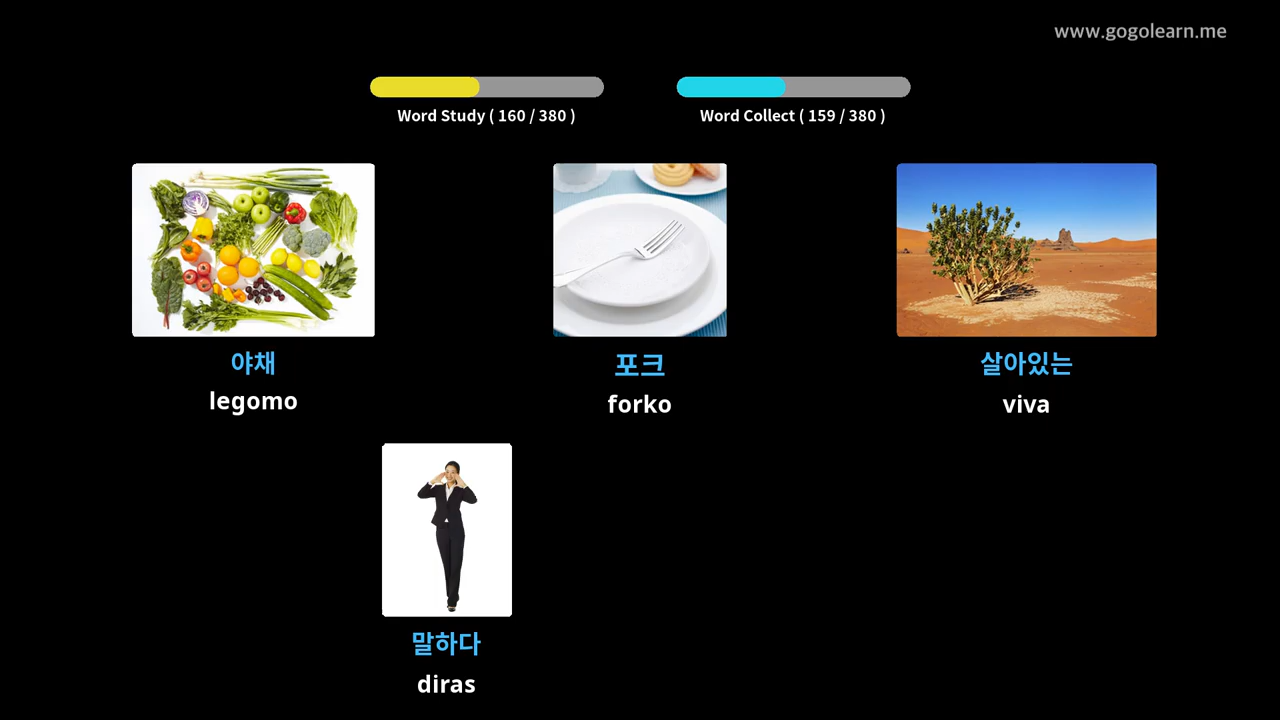 www.gogolearn.me
Word Study ( 160 / 380 )
Word Collect ( 159 / 380 )
야채
legomo
포크
forko
살아있는
viva
말하다
diras